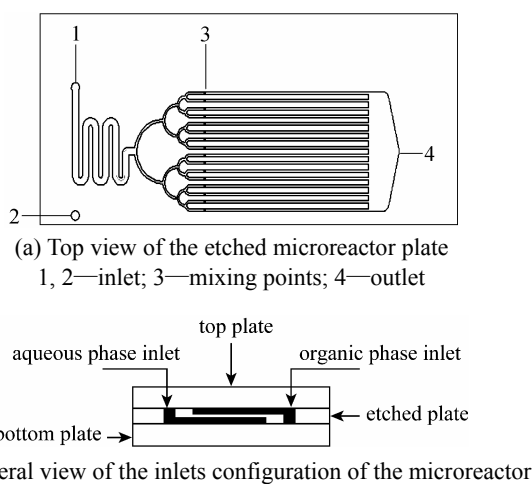 1
3
2
4
(a) Top view of the etched microreactor plate
1, 2—inlet; 3—mixing points; 4—outlet
top plate
aqueous phase inlet
organic phase inlet
etched plate
bottom plate
eral view of the inlets configuration of the microreactor